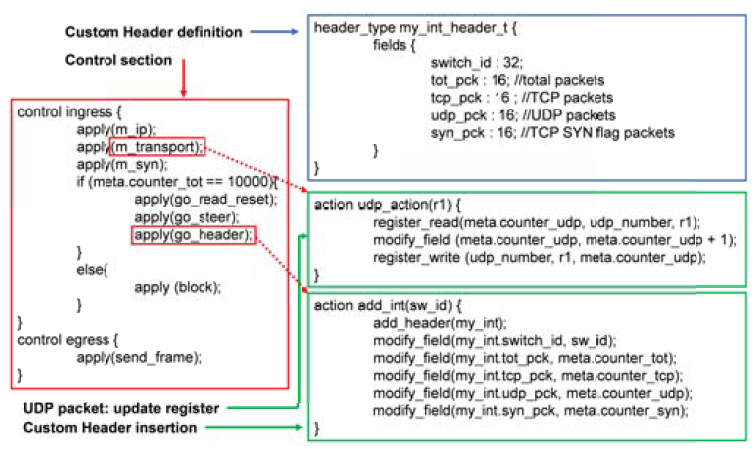 Custom Header definition
Control section
control ingress {
apply(m_ip);
apply(m_transport);
apply(m_syn);
if (meta.counter_tot == 10000){
apply(go_read_reset);
apply(go_steer);
apply(go_header);
}
else{
apply (block);
}
}
control egress {
apply(send_frame);
}
UDP packet: update register
Custom Header insertion
header_type my_int_header_t {
fields {
switch_id : 32;
tot_pck : 16; //total packets
tcp_pck : 16 ; //TCP packets
udp_pck : 16; //UDP packets
syn_pck : 16; //TCP SYN flag packets
}
}
action udp_action(r1) {
register_read(meta.counter_udp, udp_number, r1);
modify_field (meta.counter_udp, meta.counter_udp + 1);
register_write (udp_number, r1, meta.counter_udp);
}
action add_int(sw_id) {
add_header(my_int);
modify_field(my_int.switch_id, sw_id);
modify_field(my_int.tot_pck, meta.counter_tot);
modify_field(my_int.tcp_pck, meta.counter_tcp);
modify_field(my_int.udp_pck, meta.counter_udp);
modify_field(my_int.syn_pck, meta.counter_syn);
}